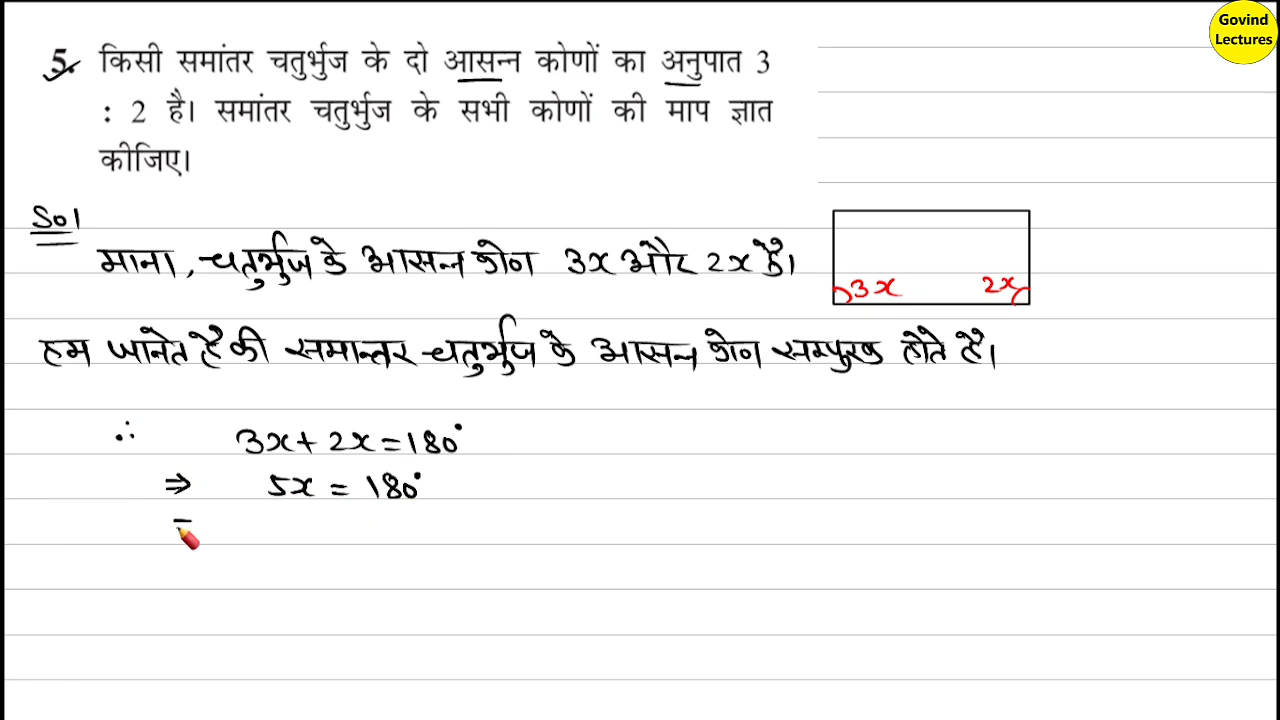 Govind
Lectures
5. किसी समांतर चतुर्भुज के दो आसन्न कोणों का अनुपात 3
: 2 है। समांतर चतुर्भुज के सभी कोणों की माप ज्ञात
कीजिए।
Sol
माना, चतुर्भुज के आसन्न कोण 3x और 2x है।
3x 2x
हम जानेत है की समान्तर चतुर्भुज के आसन्न कोण सम्पुरक होते है।
∴ 3x + 2x = 180°
⇒ 5x = 180°